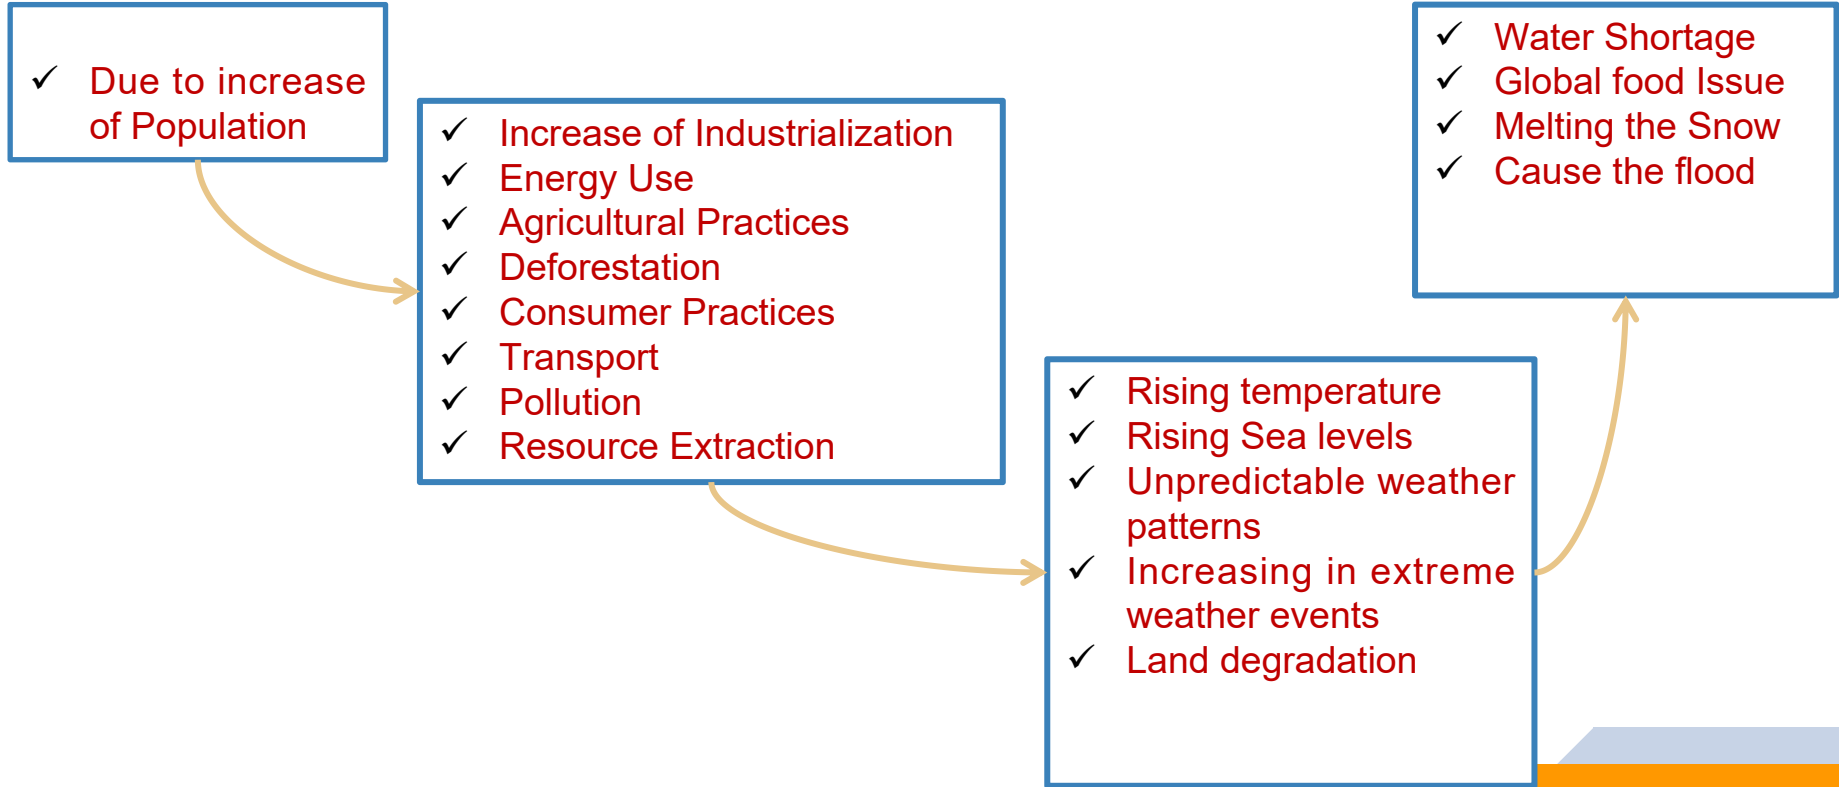 ✓ Due to increase
of Population
✓ Increase of Industrialization
✓ Energy Use
✓ Agricultural Practices
✓ Deforestation
✓ Consumer Practices
✓ Transport
✓ Pollution
✓ Resource Extraction
✓ Rising temperature
✓ Rising Sea levels
✓ Unpredictable weather
patterns
✓ Increasing in extreme
weather events
✓ Land degradation
✓ Water Shortage
✓ Global food Issue
✓ Melting the Snow
✓ Cause the flood